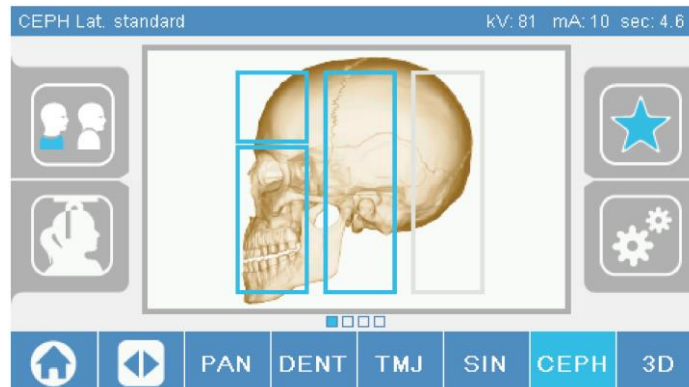 CEPH Lat. standard kV: 81 mA: 10 sec: 4.6
PAN DENT TMJ SIN CEPH 3D